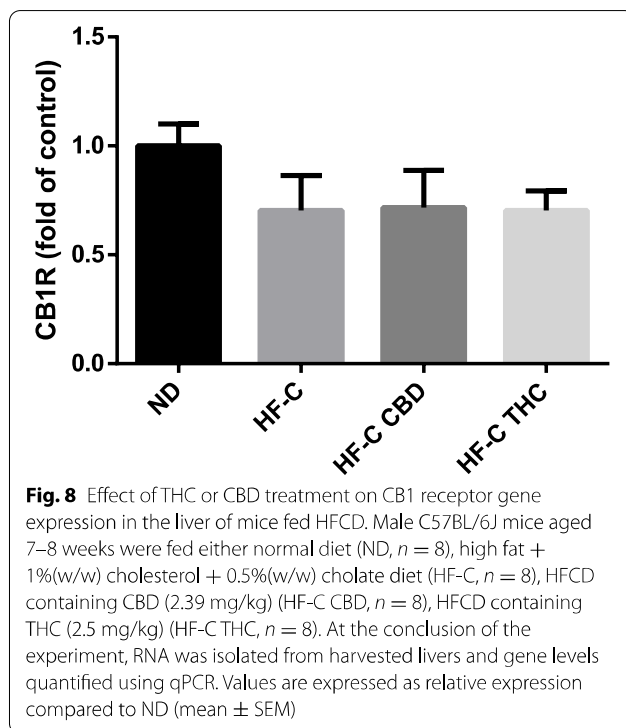 1.5
1.0
0.5
0.0
CB1R (fold of control)
ND
HF-C
HF-C CBD
HF-C THC
Fig. 8 Effect of THC or CBD treatment on CB1 receptor gene
expression in the liver of mice fed HFCD. Male C57BL/6J mice aged
7–8 weeks were fed either normal diet (ND, n = 8), high fat +
1%(w/w) cholesterol + 0.5%(w/w) cholate diet (HF-C, n = 8), HFCD
containing CBD (2.39 mg/kg) (HF-C CBD, n = 8), HFCD containing
THC (2.5 mg/kg) (HF-C THC, n = 8). At the conclusion of the
experiment, RNA was isolated from harvested livers and gene levels
quantified using qPCR. Values are expressed as relative expression
compared to ND (mean ± SEM)